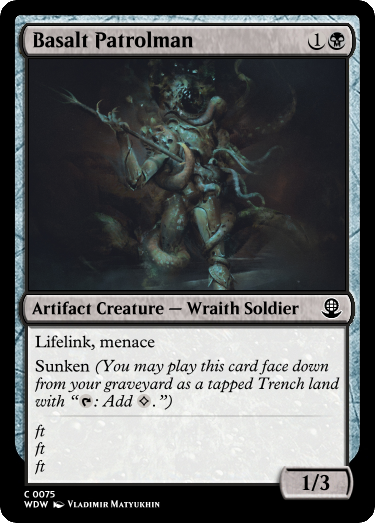 Basalt Patrolman 1
Artifact Creature — Wraith Soldier
Lifelink, menace
Sunken (You may play this card face down
from your graveyard as a tapped Trench land
with “: Add .”)
ft
ft
ft
1/3
C 0075
WDW Vladimir Matyukhin